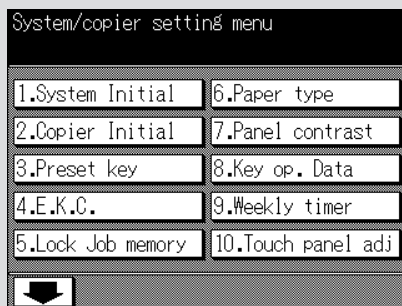 System/copier setting menu
1.System Initial
6.Paper type
2.Copier Initial
7.Panel contrast
3.Preset key
8.Key op. Data
4.E.K.C.
9.Weekly timer
5.Lock Job memory
10.Touch panel adj